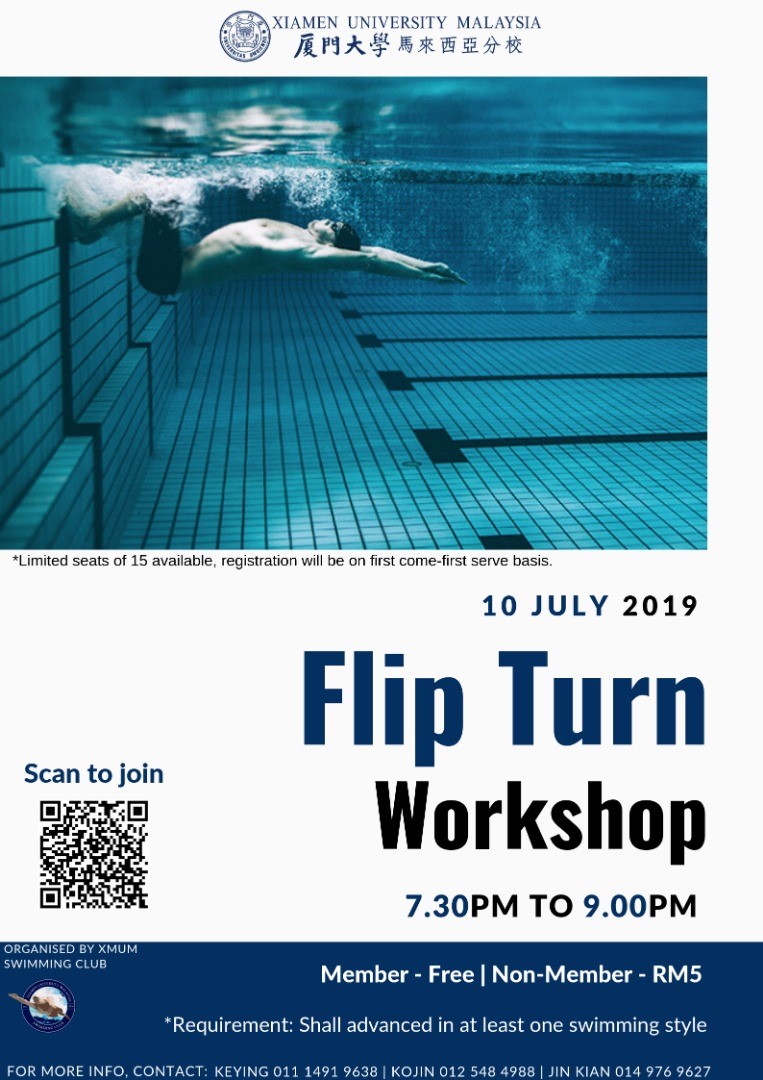 XIAMEN UNIVERSITY MALAYSIA
厦門大學 馬來西亞分校
*Limited seats of 15 available, registration will be on first come-first serve basis.
10 JULY 2019
Flip Turn
Workshop
Scan to join
7.30PM TO 9.00PM
ORGANISED BY XMUM
SWIMMING CLUB
Member - Free | Non-Member - RM5
*Requirement: Shall advanced in at least one swimming style
FOR MORE INFO, CONTACT: KEYING 011 1491 9638 | KOJIN 012 548 4988 | JIN KIAN 014 976 9627